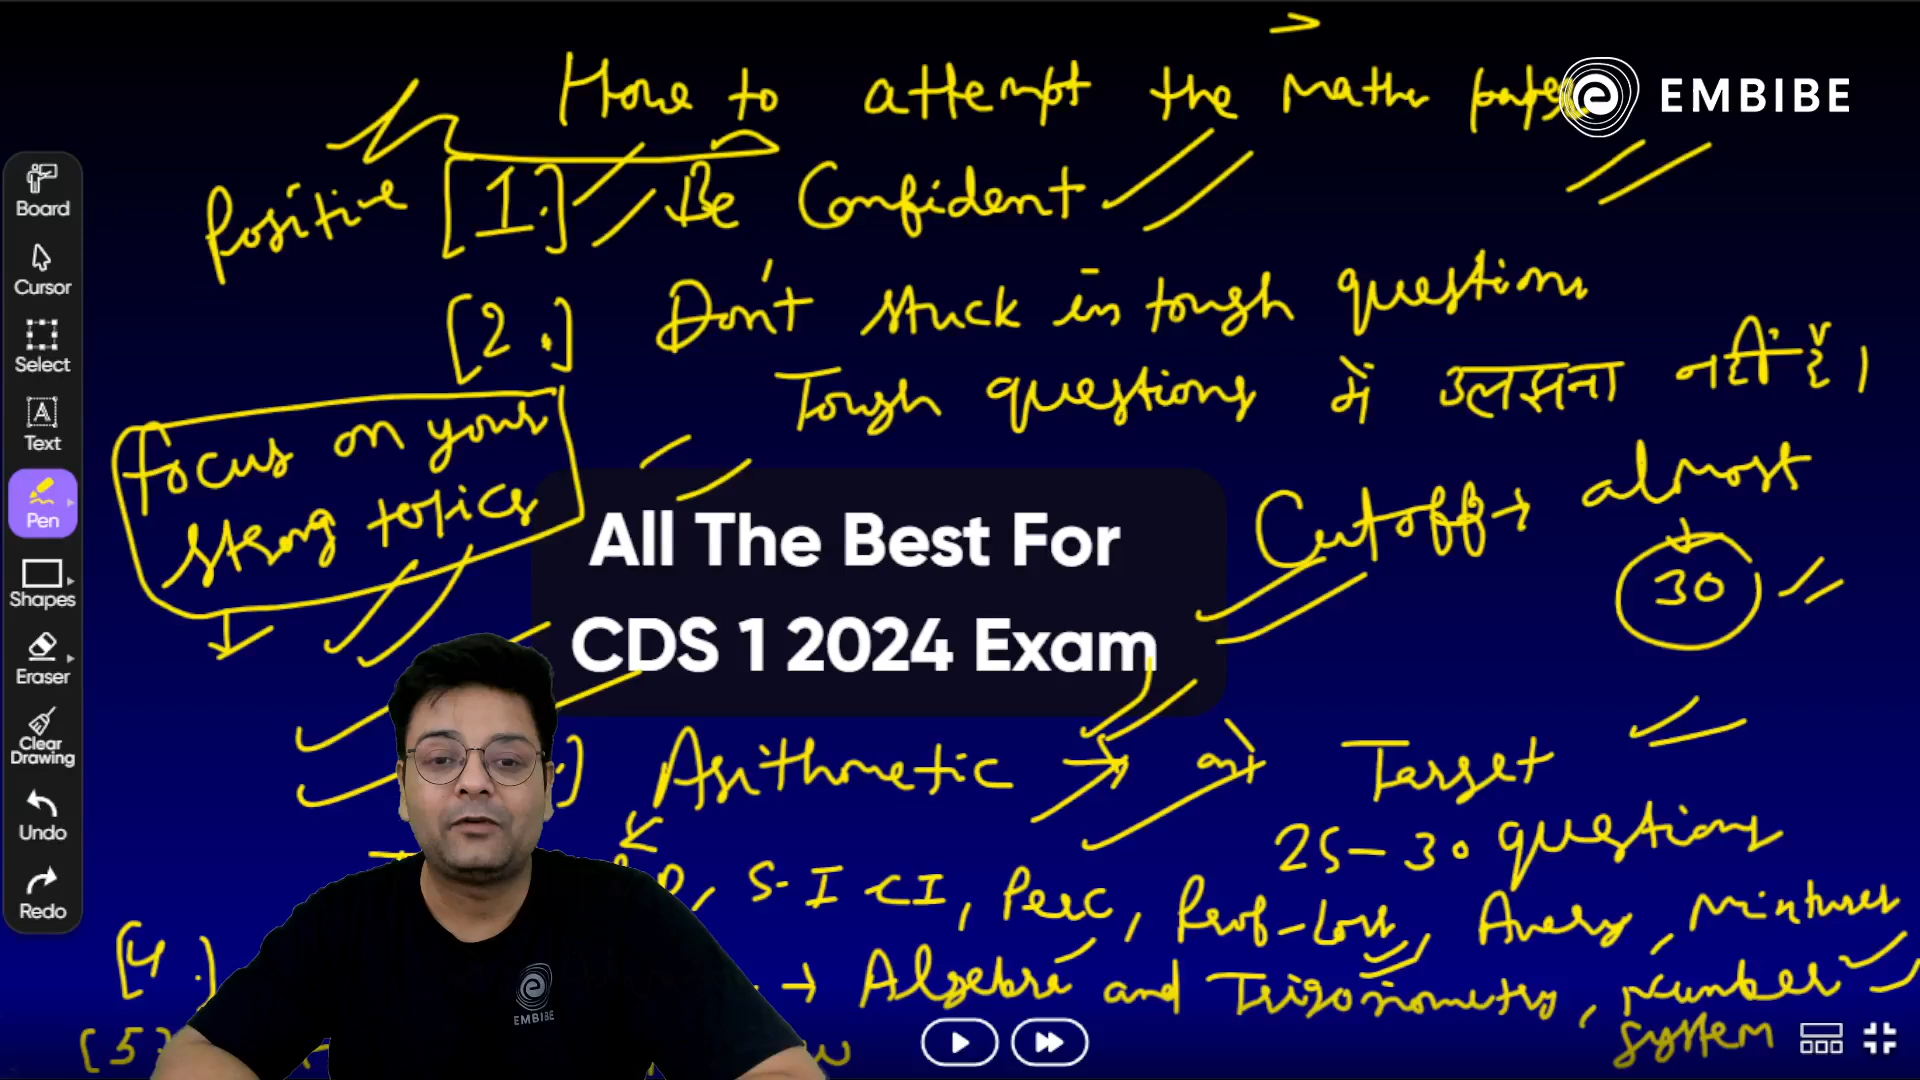 How to attempt the Maths paper
EMBIBE
Positive [1.] Be Confident
[2.] Don't stuck in tough questions
Tough questions में उलझना नहीं है।
focus on your
strong topics
Cutoff → almost
30
All The Best For
CDS 1 2024 Exam
Arithmetic → Target
25-30 questions
S-I CI, Perc, Prof-Loss, Averg, Mixtures
[4.] → Algebra and Trigonometry, Number
system
[5]
EMBIBE
Board
Cursor
Select
Text
Pen
Shapes
Eraser
Clear
Drawing
Undo
Redo